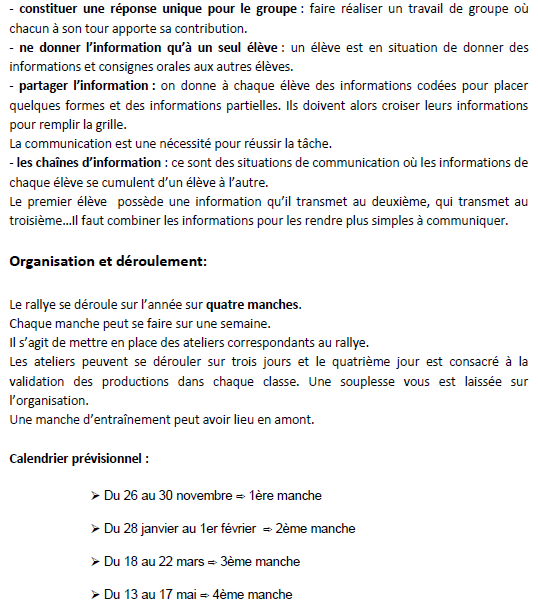 - constituer une réponse unique pour le groupe : faire réaliser un travail de groupe où
chacun à son tour apporte sa contribution.
- ne donner l’information qu’à un seul élève : un élève est en situation de donner des
informations et consignes orales aux autres élèves.
- partager l’information : on donne à chaque élève des informations codées pour placer
quelques formes et des informations partielles. Ils doivent alors croiser leurs informations
pour remplir la grille.
La communication est une nécessité pour réussir la tâche.
- les chaînes d’information : ce sont des situations de communication où les informations de
chaque élève se cumulent d’un élève à l’autre.
Le premier élève possède une information qu’il transmet au deuxième, qui transmet au
troisième…Il faut combiner les informations pour les rendre plus simples à communiquer.
Organisation et déroulement:
Le rallye se déroule sur l’année sur quatre manches.
Chaque manche peut se faire sur une semaine.
Il s’agit de mettre en place des ateliers correspondants au rallye.
Les ateliers peuvent se dérouler sur trois jours et le quatrième jour est consacré à la
validation des productions dans chaque classe. Une souplesse vous est laissée sur
l’organisation.
Une manche d’entraînement peut avoir lieu en amont.
Calendrier prévisionnel :
➢ Du 26 au 30 novembre ⇨ 1ère manche
➢ Du 28 janvier au 1er février ⇨ 2ème manche
➢ Du 18 au 22 mars ⇨ 3ème manche
➢ Du 13 au 17 mai ⇨ 4ème manche